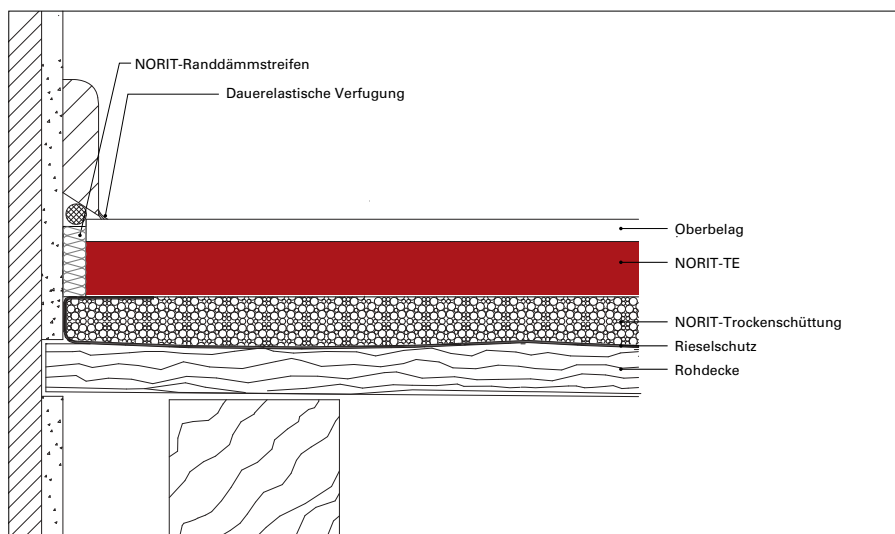 NORIT-Randdämmstreifen
Dauerelastische Verfugung
Oberbelag
NORIT-TE
NORIT-Trockenschüttung
Rieselschutz
Rohdecke